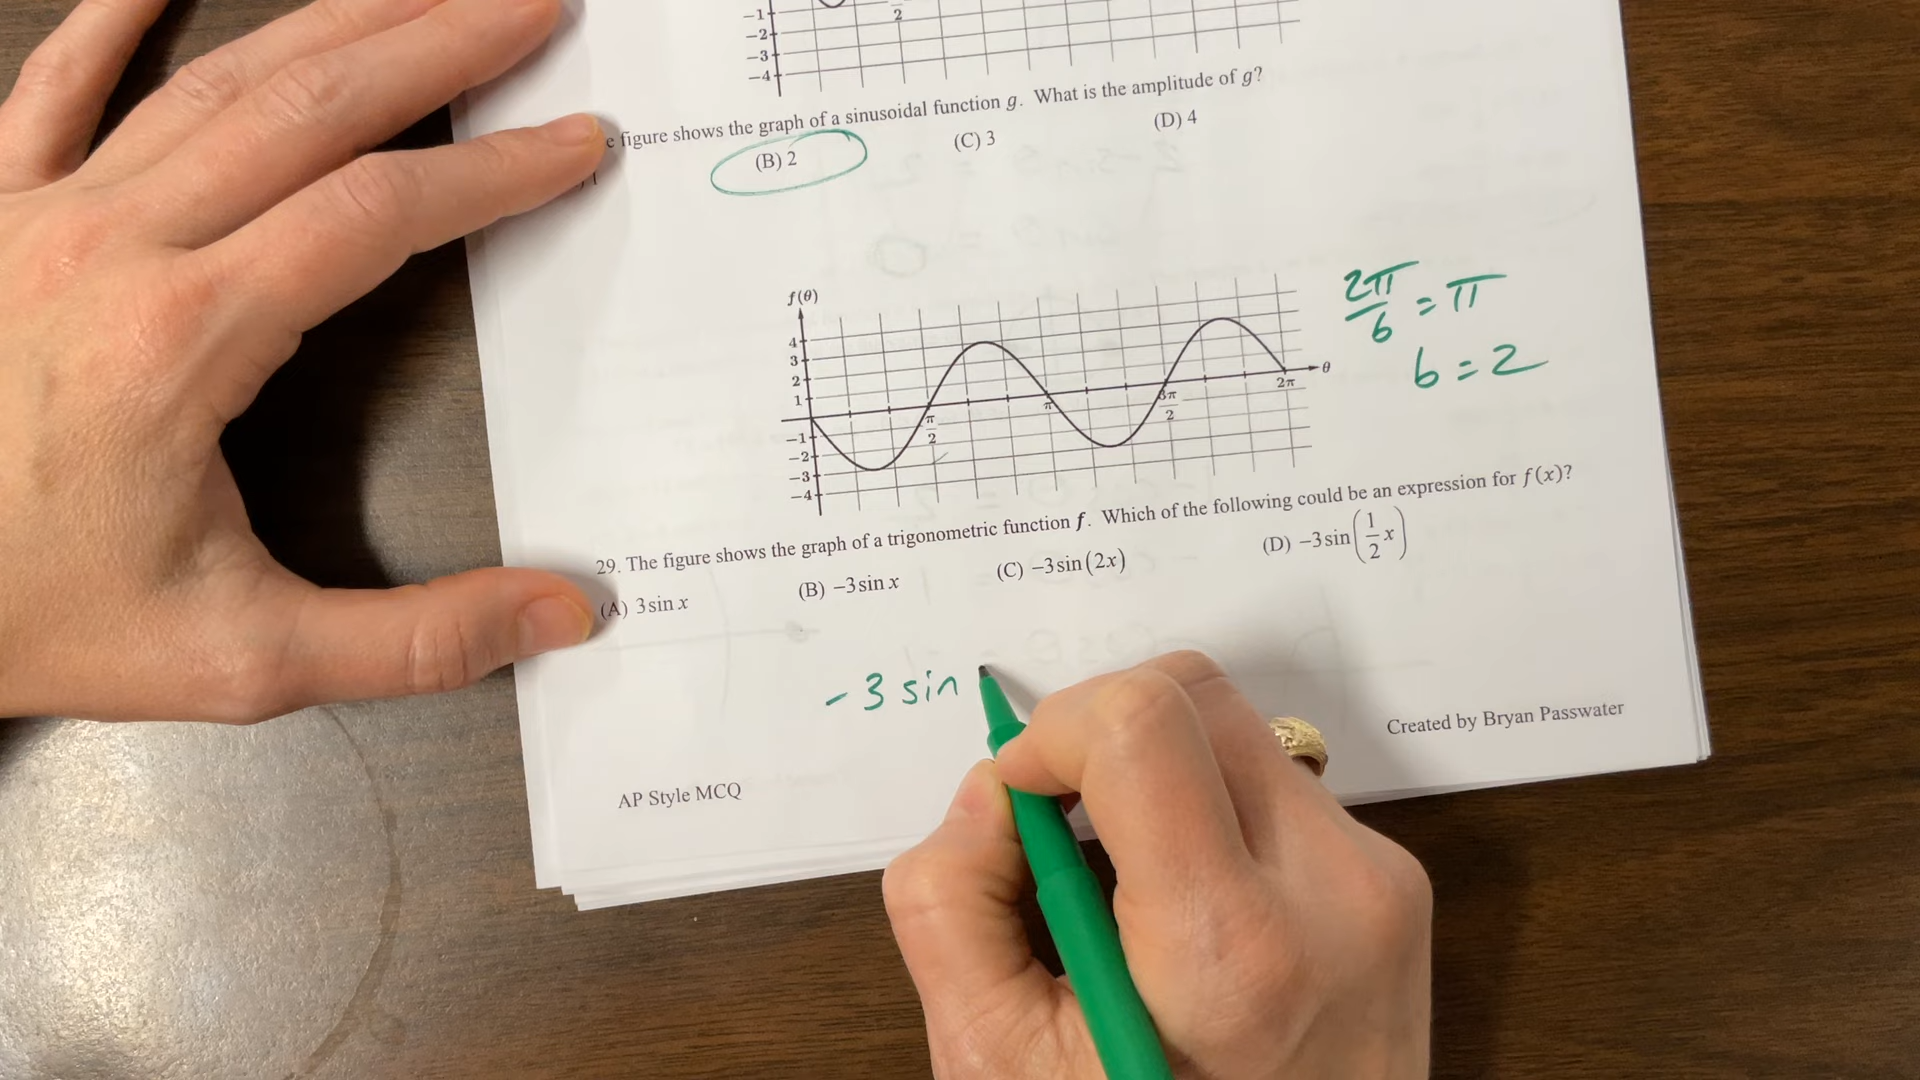 -1
-2
-3
-4
2
e figure shows the graph of a sinusoidal function g. What is the amplitude of g?
(B) 2
(C) 3
(D) 4
f(θ)
4
3
2
1
-1
-2
-3
-4
π
2
π
3π
2
2π
θ
2π
6
= π
b = 2
29. The figure shows the graph of a trigonometric function f. Which of the following could be an expression for f(x)?
(A) 3 sin x
(B) −3 sin x
(C) −3 sin(2x)
(D) −3 sin(1/2 x)
- 3 sin
Created by Bryan Passwater
AP Style MCQ